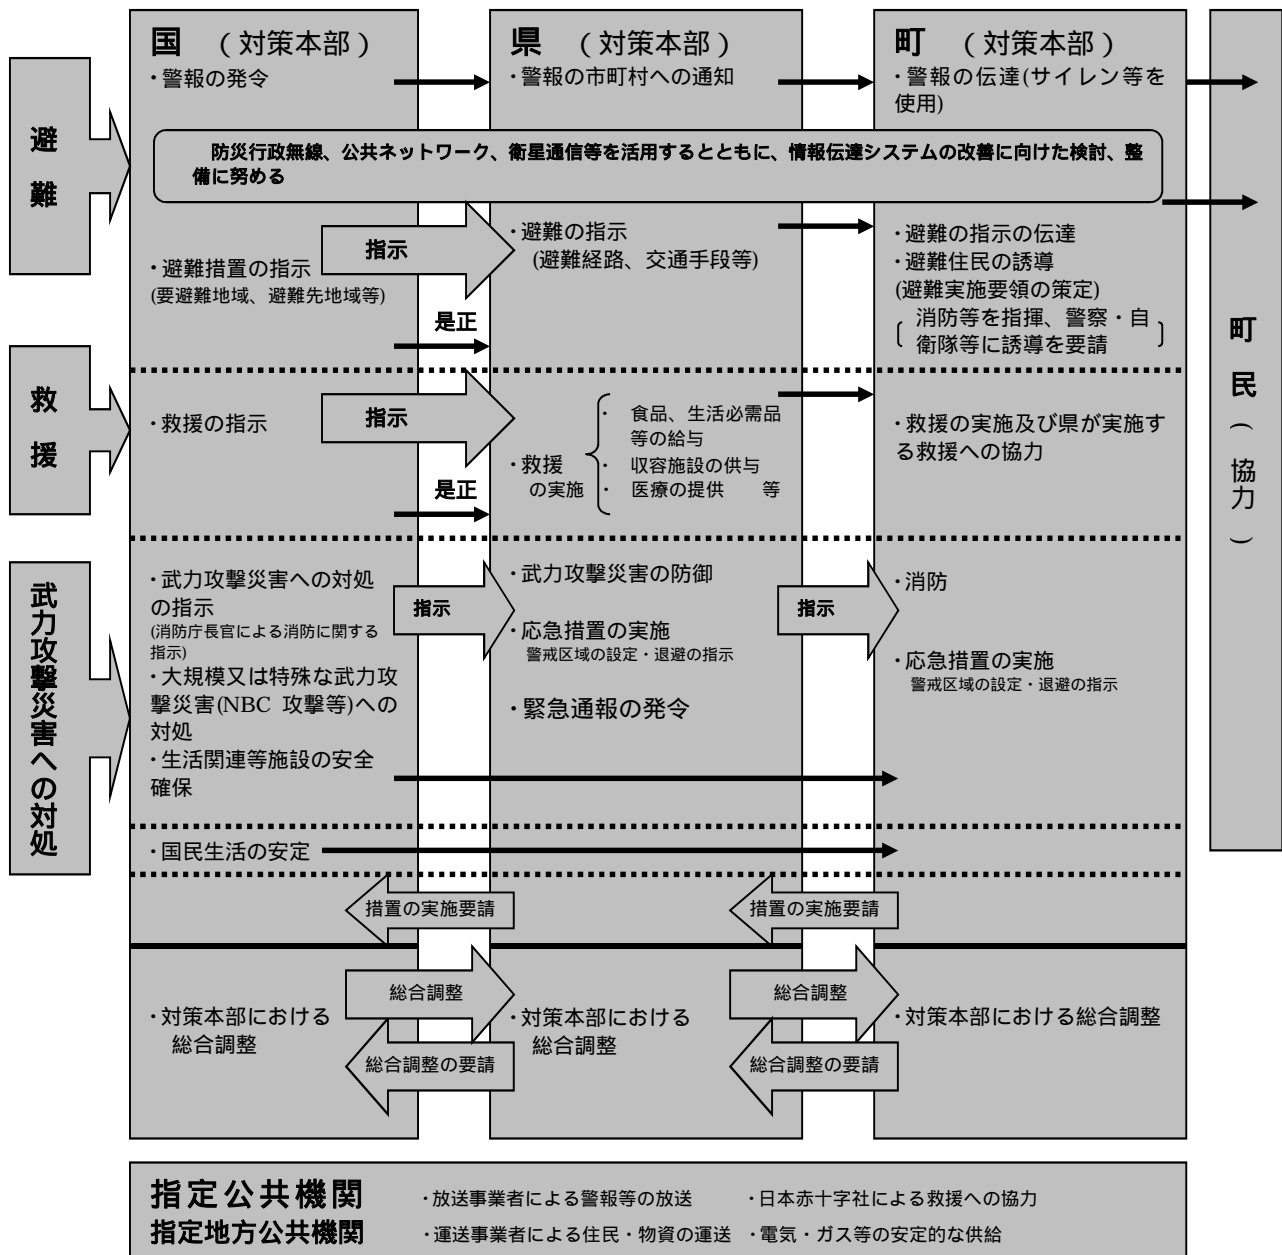 国 （対策本部）
・警報の発令
県 （対策本部）
・警報の市町村への通知
町 （対策本部）
・警報の伝達(サイレン等を
使用)
避難
防災行政無線、公共ネットワーク、衛星通信等を活用するとともに、情報伝達システムの改善に向けた検討、整
備に努める
指示
・避難措置の指示
(要避難地域、避難先地域等)
是正
・避難の指示
(避難経路、交通手段等)
・避難の指示の伝達
・避難住民の誘導
(避難実施要領の策定)
消防等を指揮、警察・自
衛隊等に誘導を要請
町民（協力）
救援
・救援の指示
指示
是正
・救援
の実施
・ 食品、生活必需品
等の給与
・ 収容施設の供与
・ 医療の提供 等
・救援の実施及び県が実施す
る救援への協力
武力攻撃災害への対処
・武力攻撃災害への対処
の指示
(消防庁長官による消防に関する
指示)
・大規模又は特殊な武力攻
撃災害(NBC 攻撃等)への
対処
・生活関連等施設の安全
確保
指示
・武力攻撃災害の防御
・応急措置の実施
警戒区域の設定・退避の指示
・緊急通報の発令
指示
・消防
・応急措置の実施
警戒区域の設定・退避の指示
・国民生活の安定
措置の実施要請
措置の実施要請
・対策本部における
総合調整
総合調整
総合調整の要請
・対策本部における
総合調整
総合調整
総合調整の要請
・対策本部における総合調整
指定公共機関
・放送事業者による警報等の放送 ・日本赤十字社による救援への協力
指定地方公共機関
・運送事業者による住民・物資の運送 ・電気・ガス等の安定的な供給